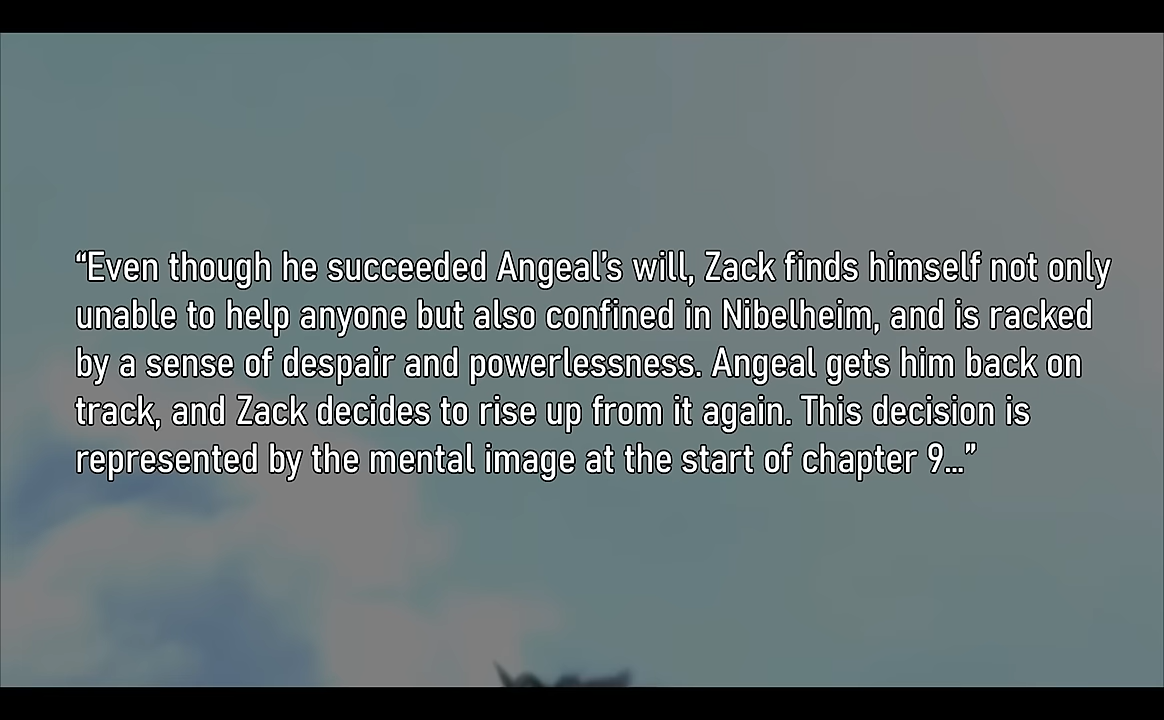 “Even though he succeeded Angeal’s will, Zack finds himself not only
unable to help anyone but also confined in Nibelheim, and is racked
by a sense of despair and powerlessness. Angeal gets him back on
track, and Zack decides to rise up from it again. This decision is
represented by the mental image at the start of chapter 9...”